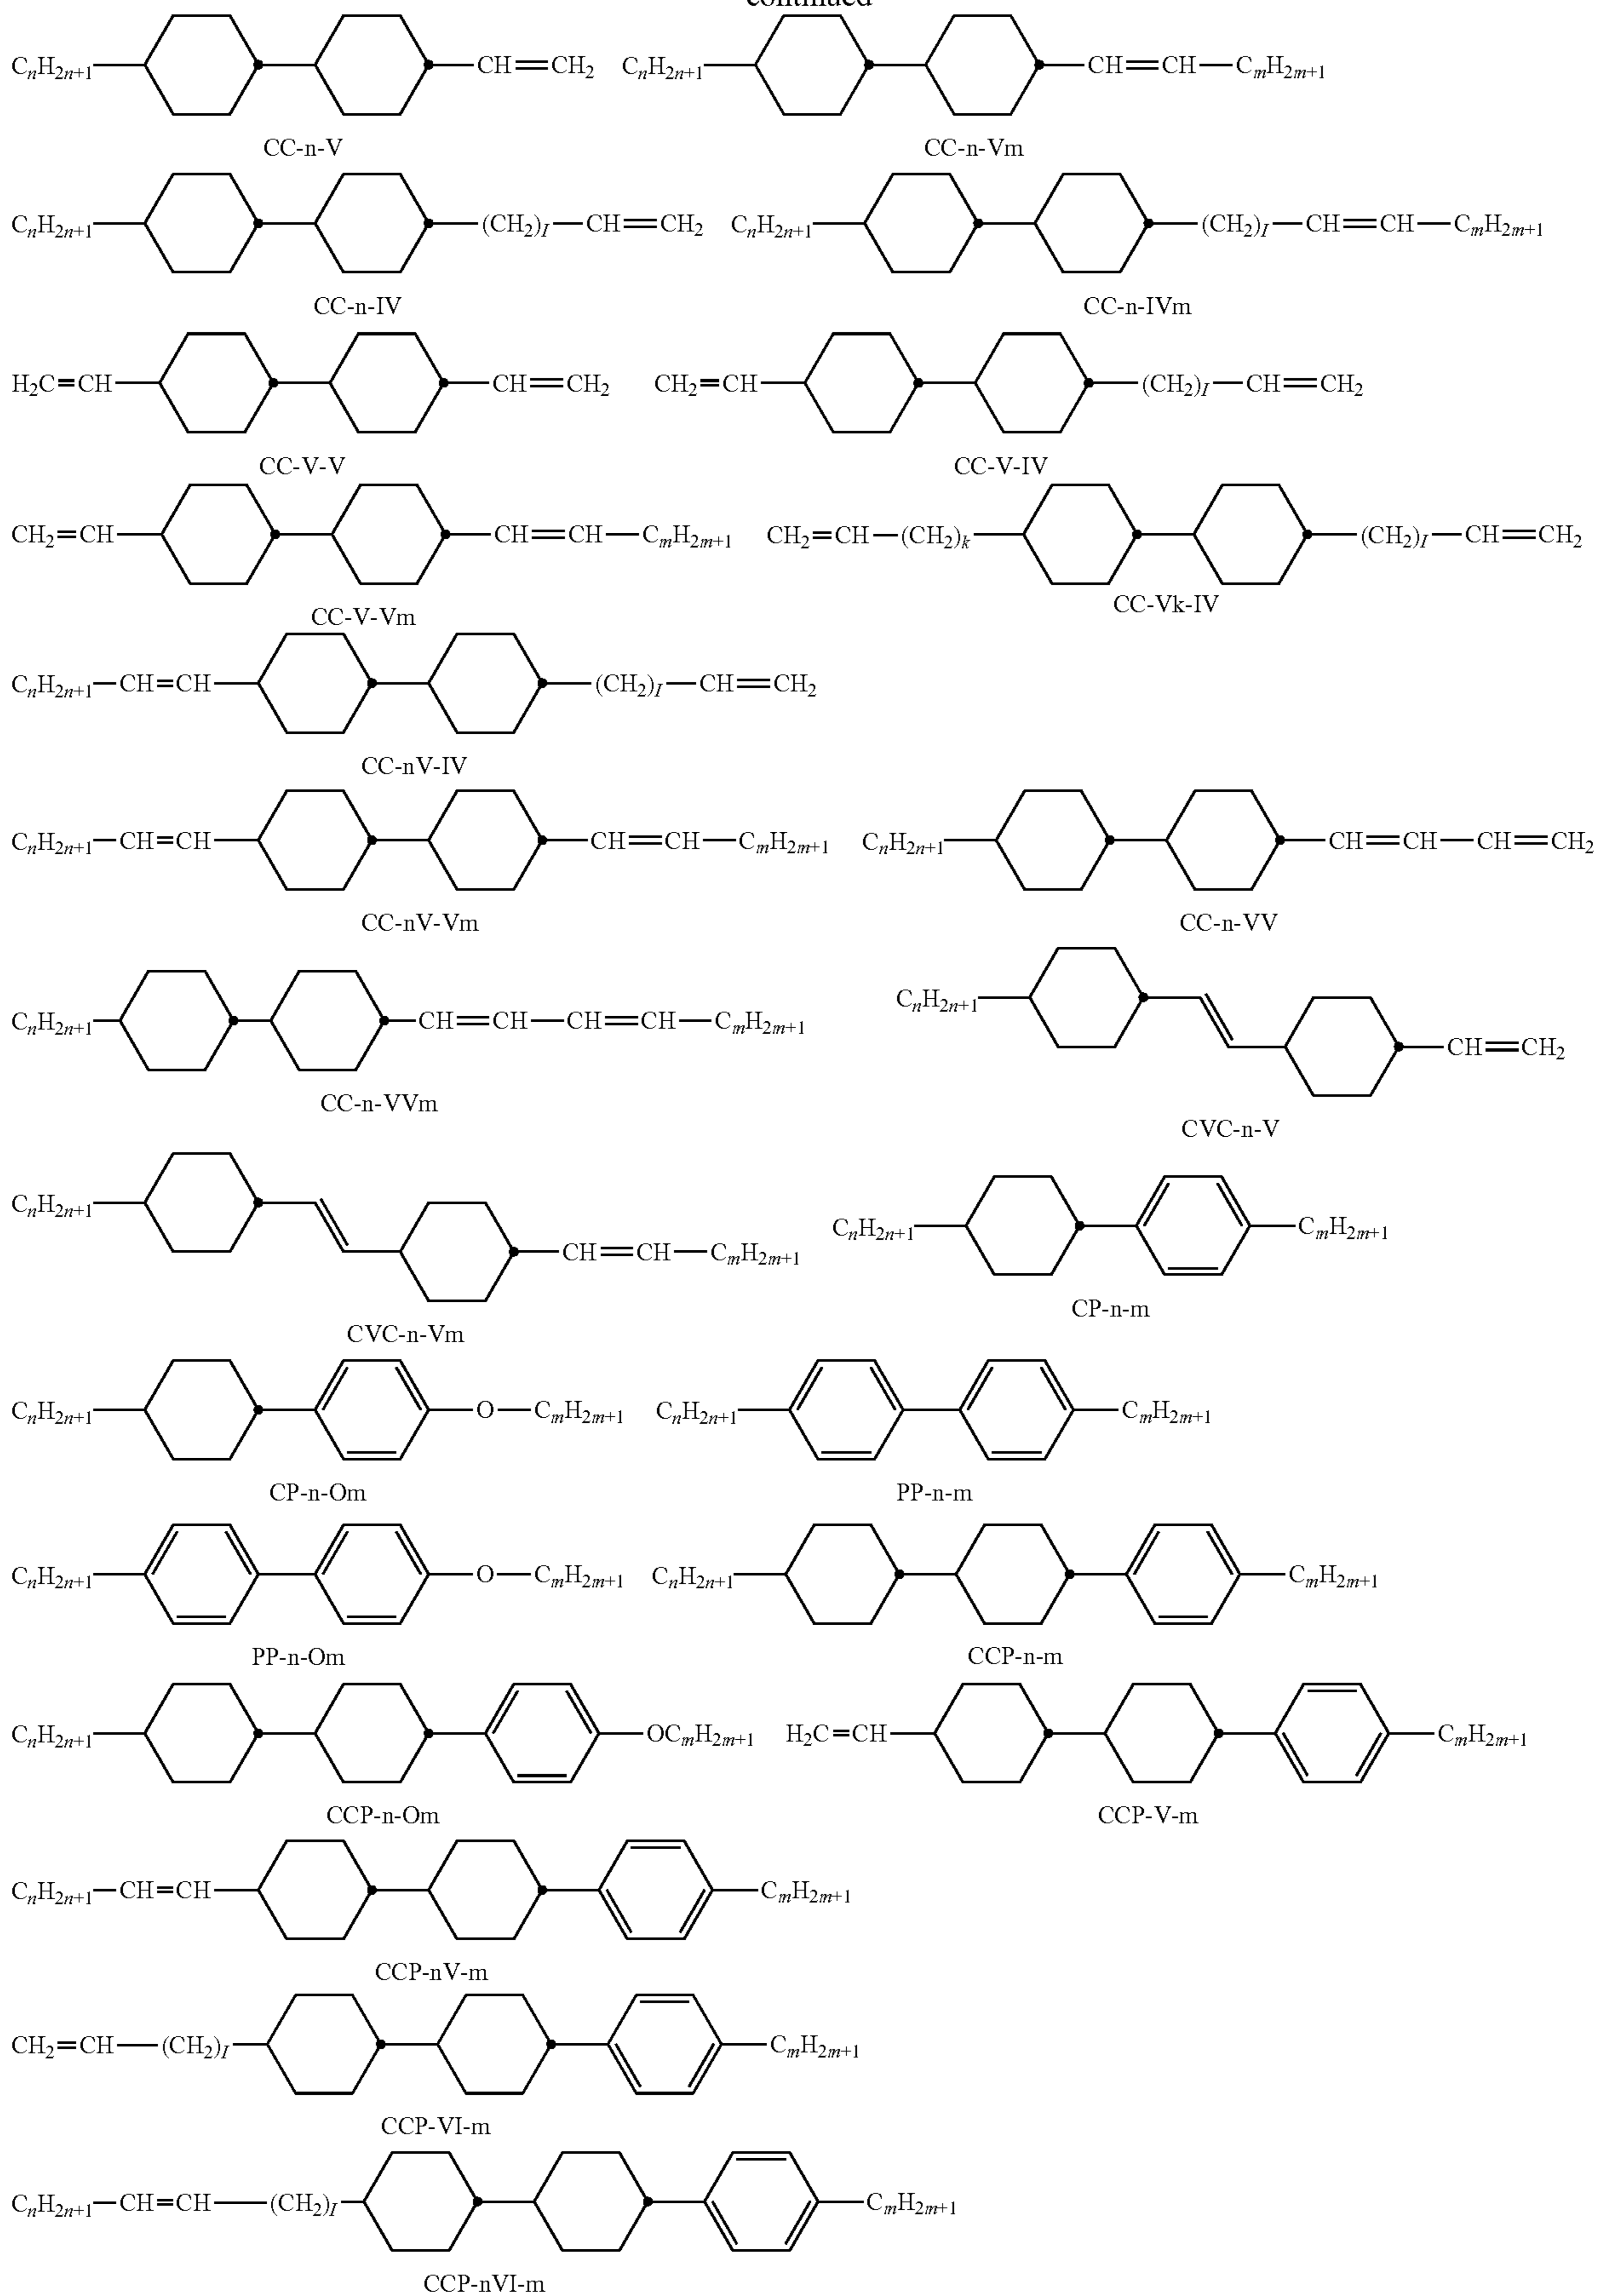 -continued
CnH2n+1 CH=CH2 CnH2n+1 CH=CH—CmH2m+1
CC-n-V CC-n-Vm
CnH2n+1 (CH2)I—CH=CH2 CnH2n+1 (CH2)I—CH=CH—CmH2m+1
CC-n-IV CC-n-IVm
H2C=CH CH=CH2 CH2=CH (CH2)I—CH=CH2
CC-V-V CC-V-IV
CH2=CH CH=CH—CmH2m+1 CH2=CH—(CH2)k (CH2)I—CH=CH2
CC-V-Vm CC-Vk-IV
CnH2n+1—CH=CH (CH2)I—CH=CH2
CC-nV-IV
CnH2n+1—CH=CH CH=CH—CmH2m+1 CnH2n+1 CH=CH—CH=CH2
CC-nV-Vm CC-n-VV
CnH2n+1 CH=CH—CH=CH—CmH2m+1 CnH2n+1 CH=CH2
CC-n-VVm CVC-n-V
CnH2n+1 CH=CH—CmH2m+1 CnH2n+1 CmH2m+1
CVC-n-Vm CP-n-m
CnH2n+1 O—CmH2m+1 CnH2n+1 CmH2m+1
CP-n-Om PP-n-m
CnH2n+1 O—CmH2m+1 CnH2n+1 CmH2m+1
PP-n-Om CCP-n-m
CnH2n+1 OCmH2m+1 H2C=CH CmH2m+1
CCP-n-Om CCP-V-m
CnH2n+1—CH=CH CmH2m+1
CCP-nV-m
CH2=CH—(CH2)I CmH2m+1
CCP-VI-m
CnH2n+1—CH=CH—(CH2)I CmH2m+1
CCP-nVI-m